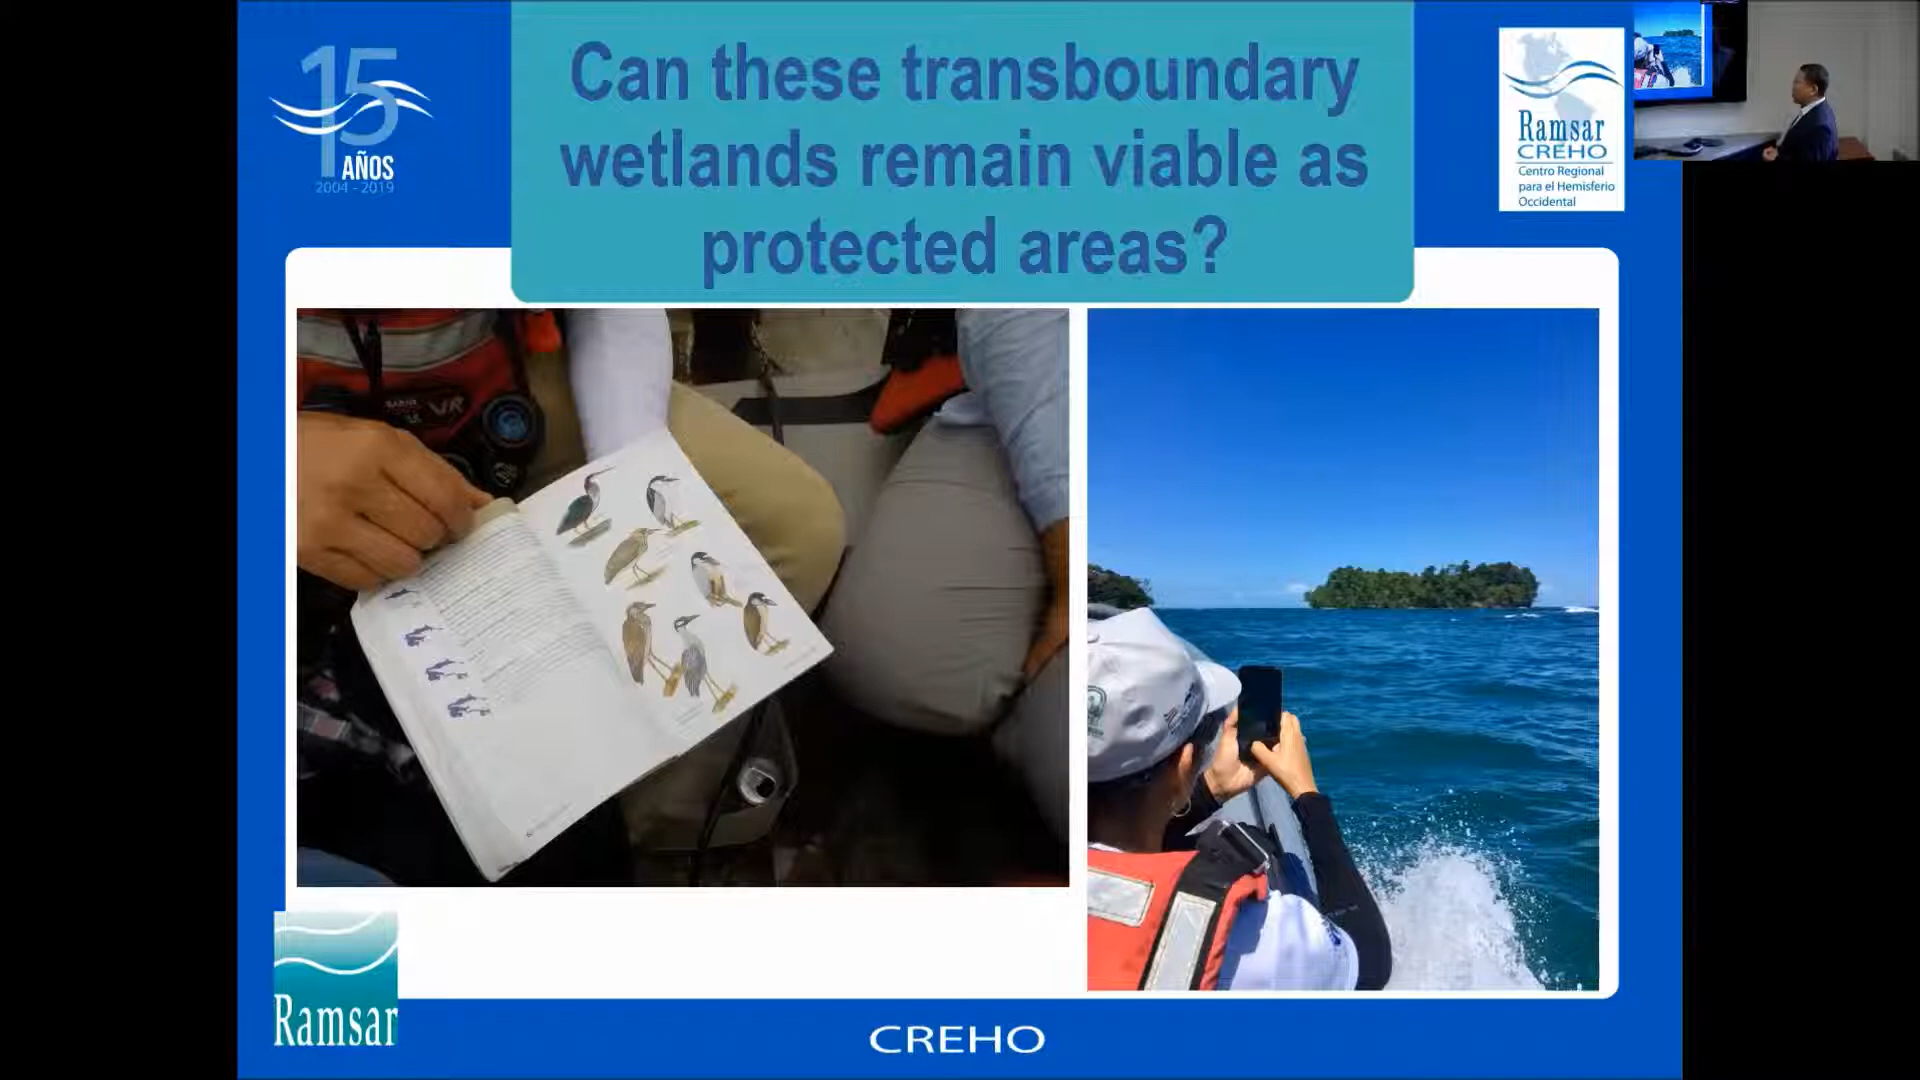 15
AÑOS
2004 - 2019
Can these transboundary
wetlands remain viable as
protected areas?
Ramsar
CREHO
Centro Regional
para el Hemisferio
Occidental
VR
Ramsar
CREHO